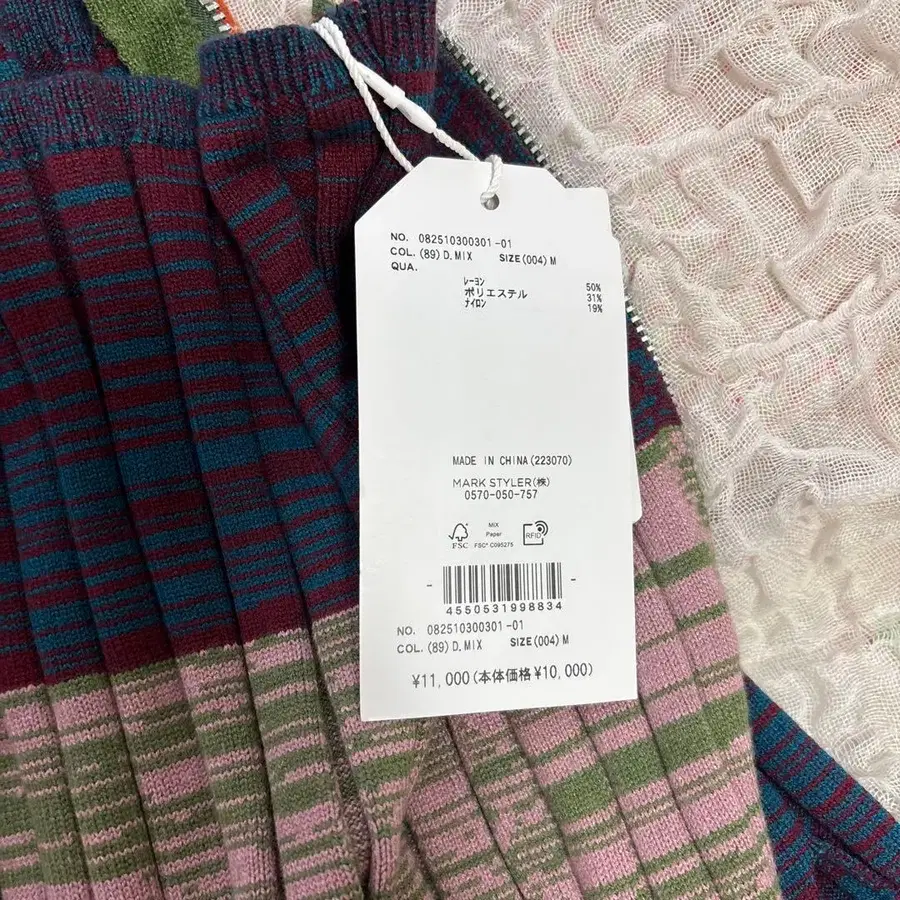 NO. 082510300301-01
COL. (89) D.MIX SIZE(004) M
QUA.
レーヨン 50%
ポリエステル 31%
ナイロン 19%
MADE IN CHINA(223070)
MARK STYLER(株)
0570-050-757
FSC
MIX
Paper
FSC® C095275
RFID
4550531998834
NO. 082510300301-01
COL. (89) D.MIX SIZE(004) M
¥11,000(本体価格¥10,000)